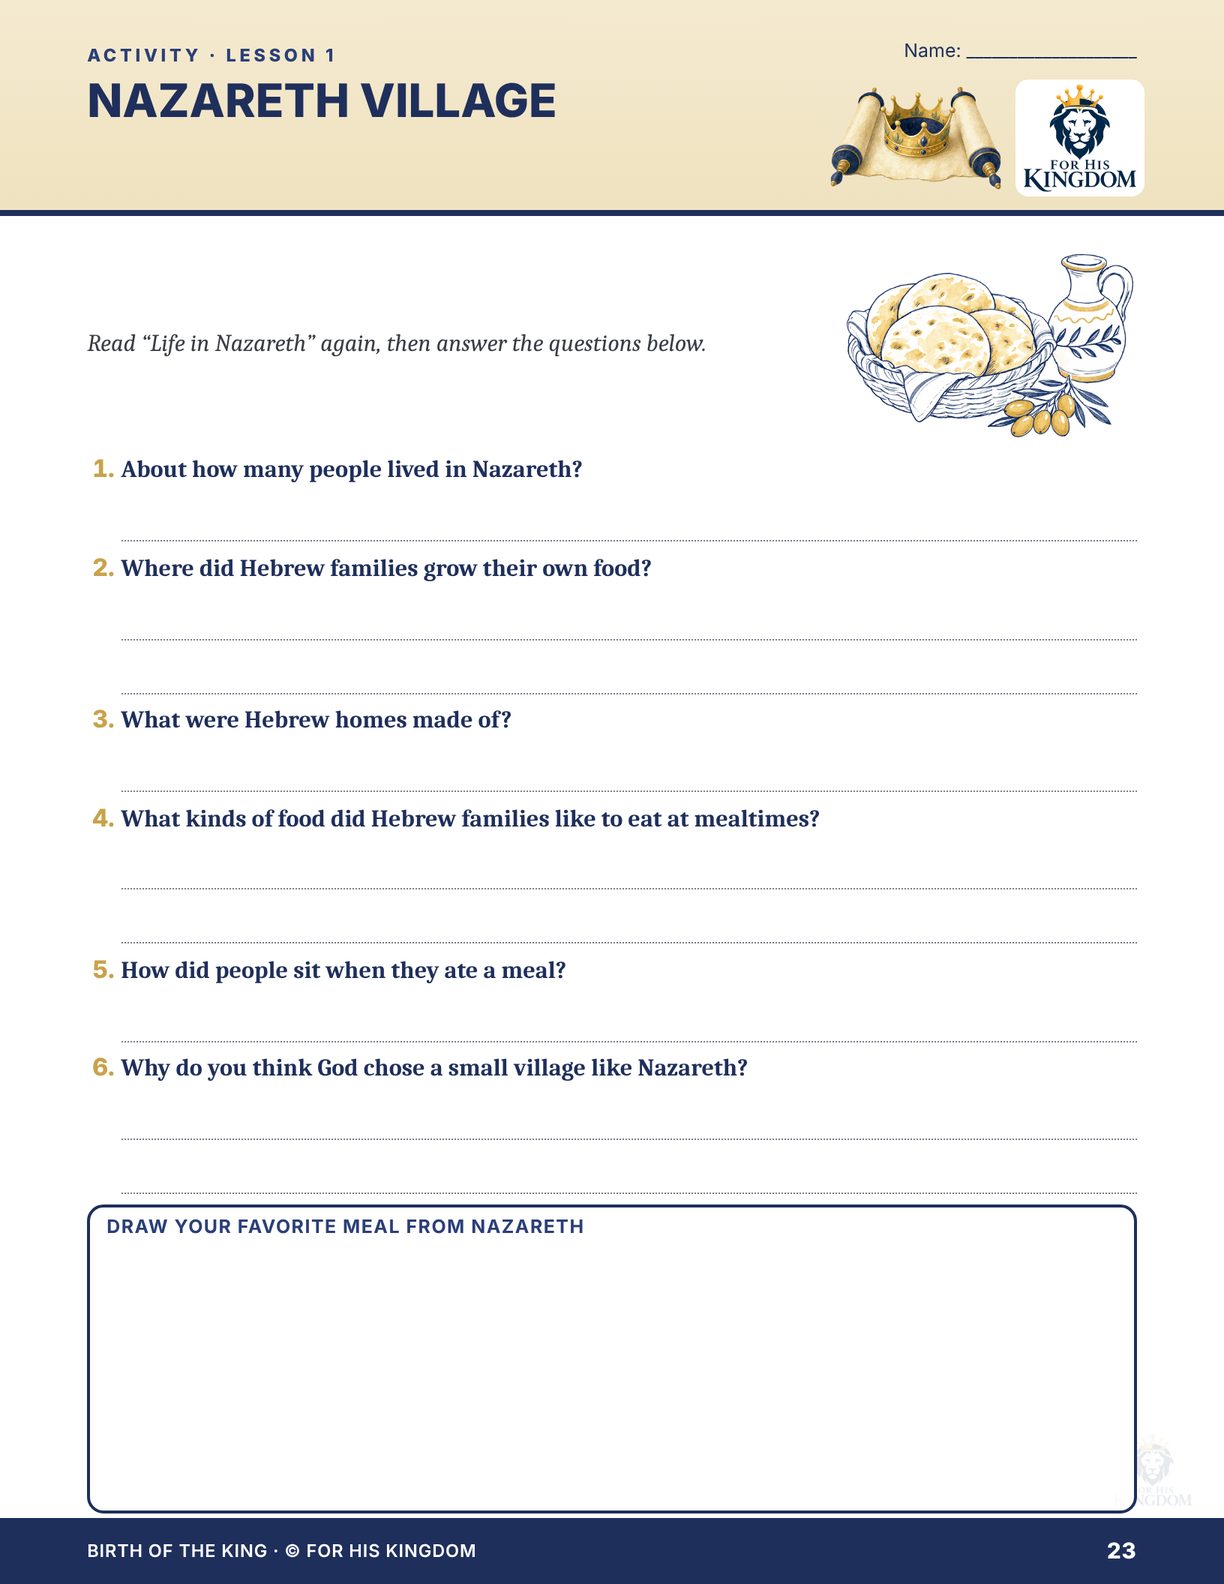 ACTIVITY · LESSON 1
NAZARETH VILLAGE
Name: ___________________
FOR HIS
KINGDOM
Read “Life in Nazareth” again, then answer the questions below.
1. About how many people lived in Nazareth?
2. Where did Hebrew families grow their own food?
3. What were Hebrew homes made of?
4. What kinds of food did Hebrew families like to eat at mealtimes?
5. How did people sit when they ate a meal?
6. Why do you think God chose a small village like Nazareth?
DRAW YOUR FAVORITE MEAL FROM NAZARETH
FOR HIS
KINGDOM
BIRTH OF THE KING · © FOR HIS KINGDOM
23